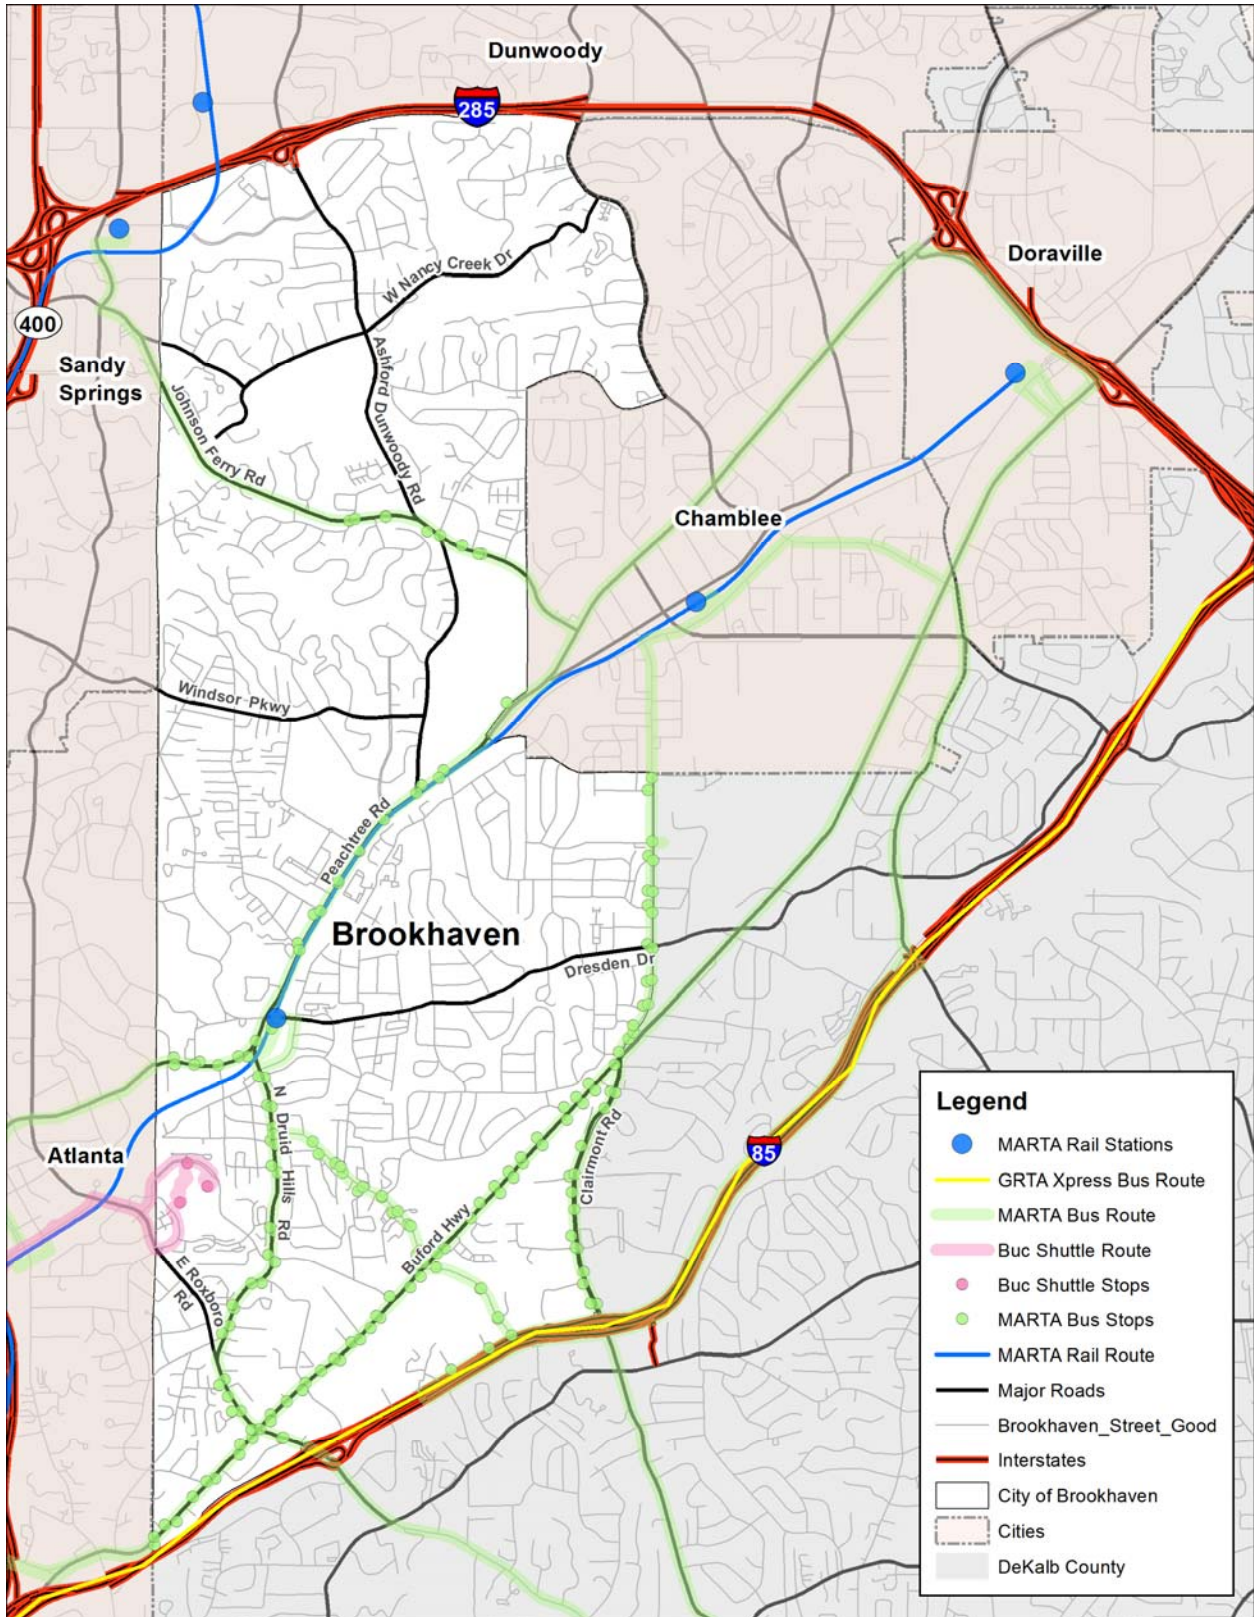 Dunwoody
285
Doraville
W Nancy Creek Dr
400
Sandy
Springs
Ashford Dunwoody Rd
Johnson Ferry Rd
Chamblee
Windsor Pkwy
Peachtree Rd
Brookhaven
Dresden Dr
N Druid Hills Rd
Clairmont Rd
Atlanta
85
Buford Hwy
E Roxboro
Rd
Legend
MARTA Rail Stations
GRTA Xpress Bus Route
MARTA Bus Route
Buc Shuttle Route
Buc Shuttle Stops
MARTA Bus Stops
MARTA Rail Route
Major Roads
Brookhaven_Street_Good
Interstates
City of Brookhaven
Cities
DeKalb County